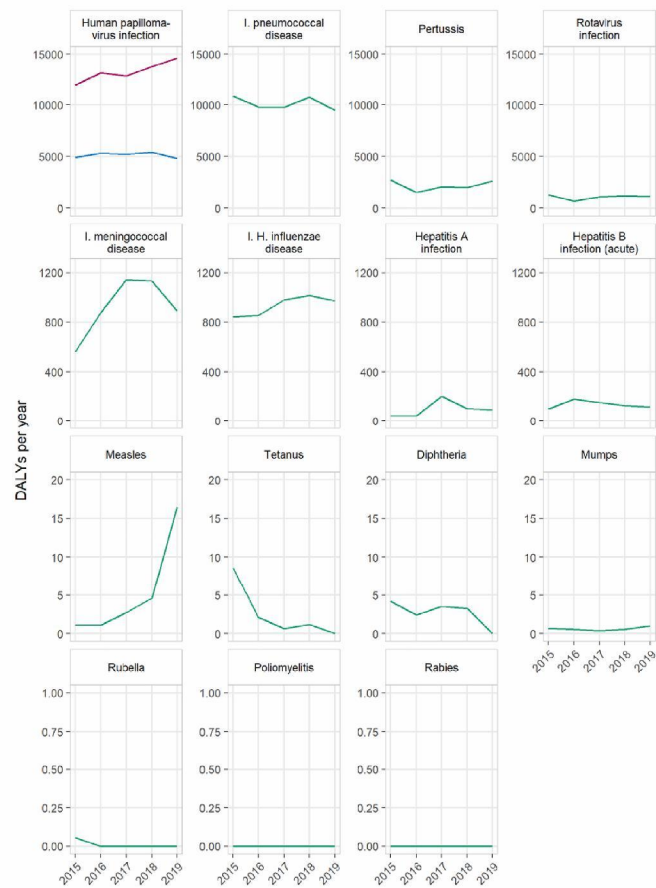 Human papilloma-
virus infection
I. pneumococcal
disease
Pertussis
Rotavirus
infection
15000
10000
5000
0
15000
10000
5000
0
15000
10000
5000
0
15000
10000
5000
0
I. meningococcal
disease
I. H. influenzae
disease
Hepatitis A
infection
Hepatitis B
infection (acute)
1200
800
400
0
1200
800
400
0
1200
800
400
0
1200
800
400
0
DALYs per year
Measles
Tetanus
Diphtheria
Mumps
20
15
10
5
0
20
15
10
5
0
20
15
10
5
0
20
15
10
5
0
2015 2016 2017 2018 2019
Rubella
Poliomyelitis
Rabies
1.00
0.75
0.50
0.25
0.00
1.00
0.75
0.50
0.25
0.00
1.00
0.75
0.50
0.25
0.00
2015 2016 2017 2018 2019
2015 2016 2017 2018 2019
2015 2016 2017 2018 2019